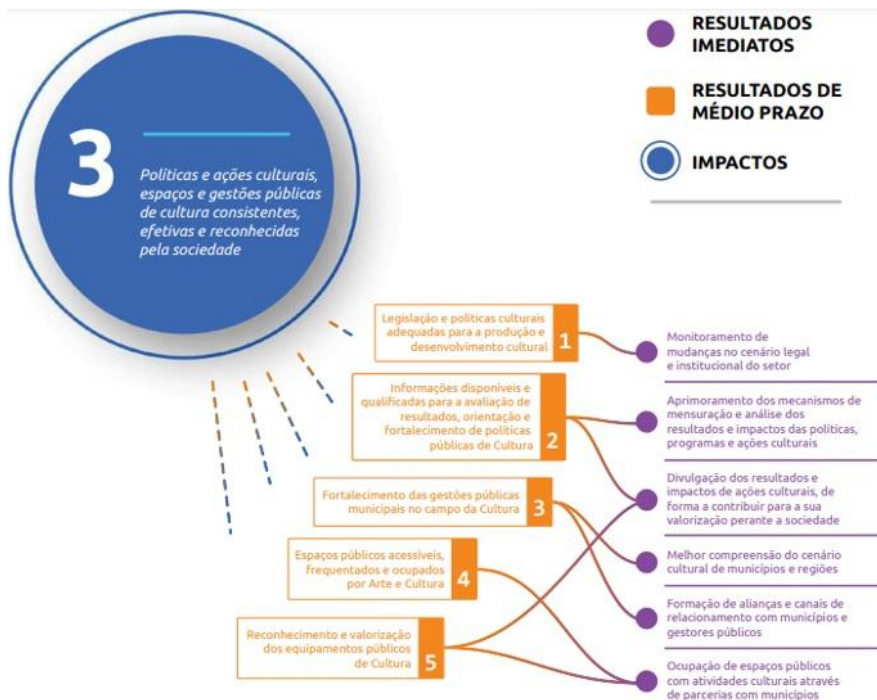 3
Políticas e ações culturais,
espaços e gestões públicas
de cultura consistentes,
efetivas e reconhecidas
pela sociedade
RESULTADOS
IMEDIATOS
RESULTADOS DE
MÉDIO PRAZO
IMPACTOS
Legislação e políticas culturais
adequadas para a produção e
desenvolvimento cultural
1
Informações disponíveis e
qualificadas para a avaliação de
resultados, orientação e
fortalecimento de políticas
públicas de Cultura
2
Fortalecimento das gestões públicas
municipais no campo da Cultura
3
Espaços públicos acessíveis,
frequentados e ocupados
por Arte e Cultura
4
Reconhecimento e valorização
dos equipamentos públicos
de Cultura
5
Monitoramento de
mudanças no cenário legal
e institucional do setor
Aprimoramento dos mecanismos de
mensuração e análise dos
resultados e impactos das políticas,
programas e ações culturais
Divulgação dos resultados e
impactos de ações culturais, de
forma a contribuir para a sua
valorização perante a sociedade
Melhor compreensão do cenário
cultural de municípios e regiões
Formação de alianças e canais de
relacionamento com municípios e
gestores públicos
Ocupação de espaços públicos
com atividades culturais através
de parcerias com municípios